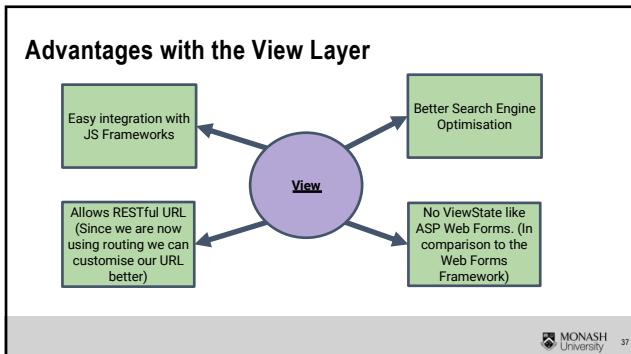 Advantages with the View Layer
Easy integration with
JS Frameworks
Better Search Engine
Optimisation
View
Allows RESTful URL
(Since we are now
using routing we can
customise our URL
better)
No ViewState like
ASP Web Forms. (In
comparison to the
Web Forms
Framework)
MONASH
University
37